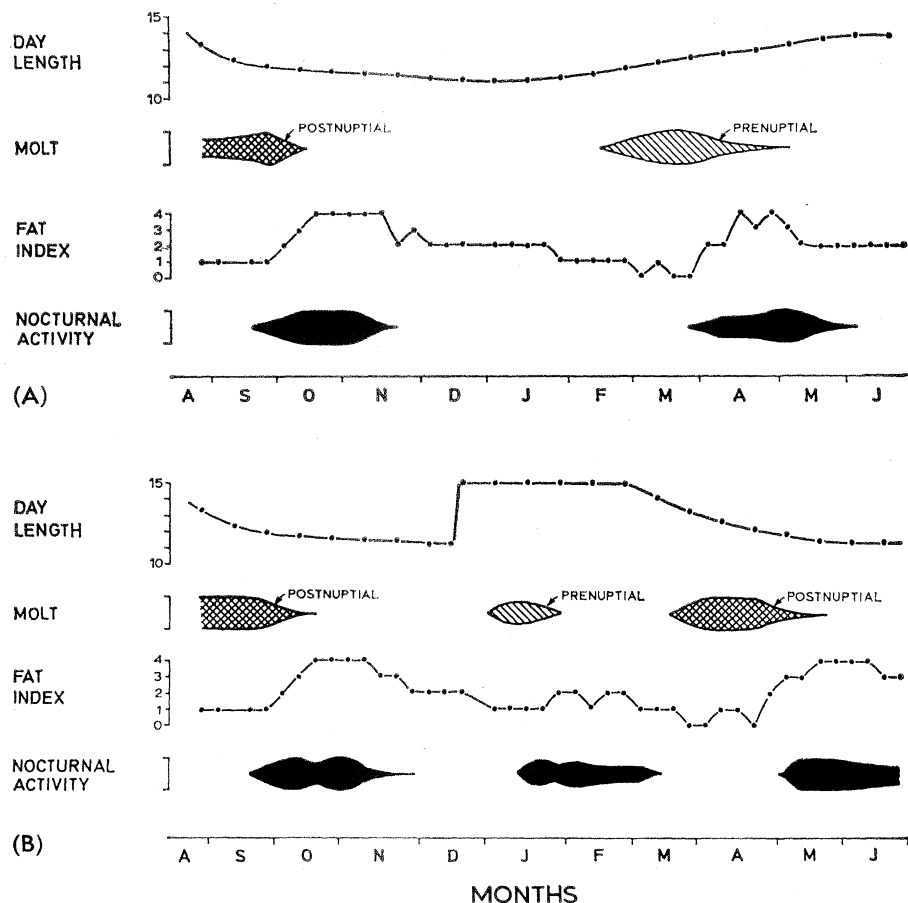 15
DAY
LENGTH
10
MOLT
POSTNUPTIAL
PRENUPTIAL
4
3
FAT
INDEX
2
1
0
NOCTURNAL
ACTIVITY
(A)
A S O N D J F M A M J
15
DAY
LENGTH
10
MOLT
POSTNUPTIAL
PRENUPTIAL
POSTNUPTIAL
4
3
FAT
INDEX
2
1
0
NOCTURNAL
ACTIVITY
(B)
A S O N D J F M A M J
MONTHS